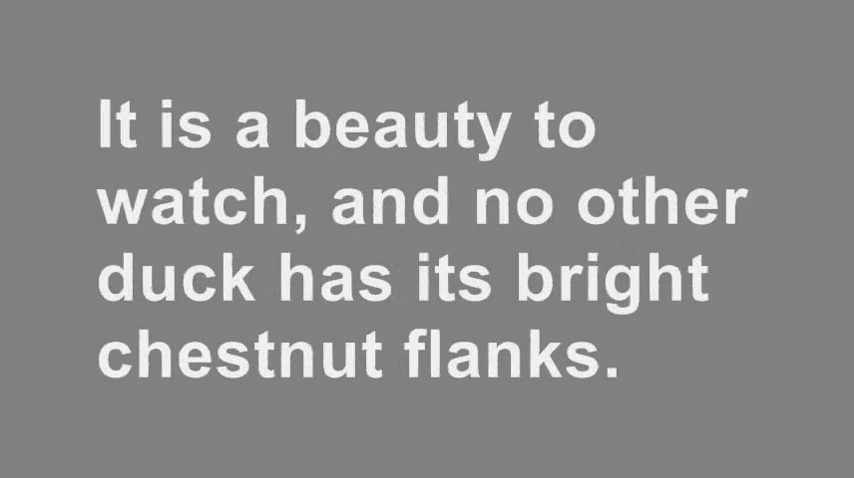 It is a beauty to
watch, and no other
duck has its bright
chestnut flanks.